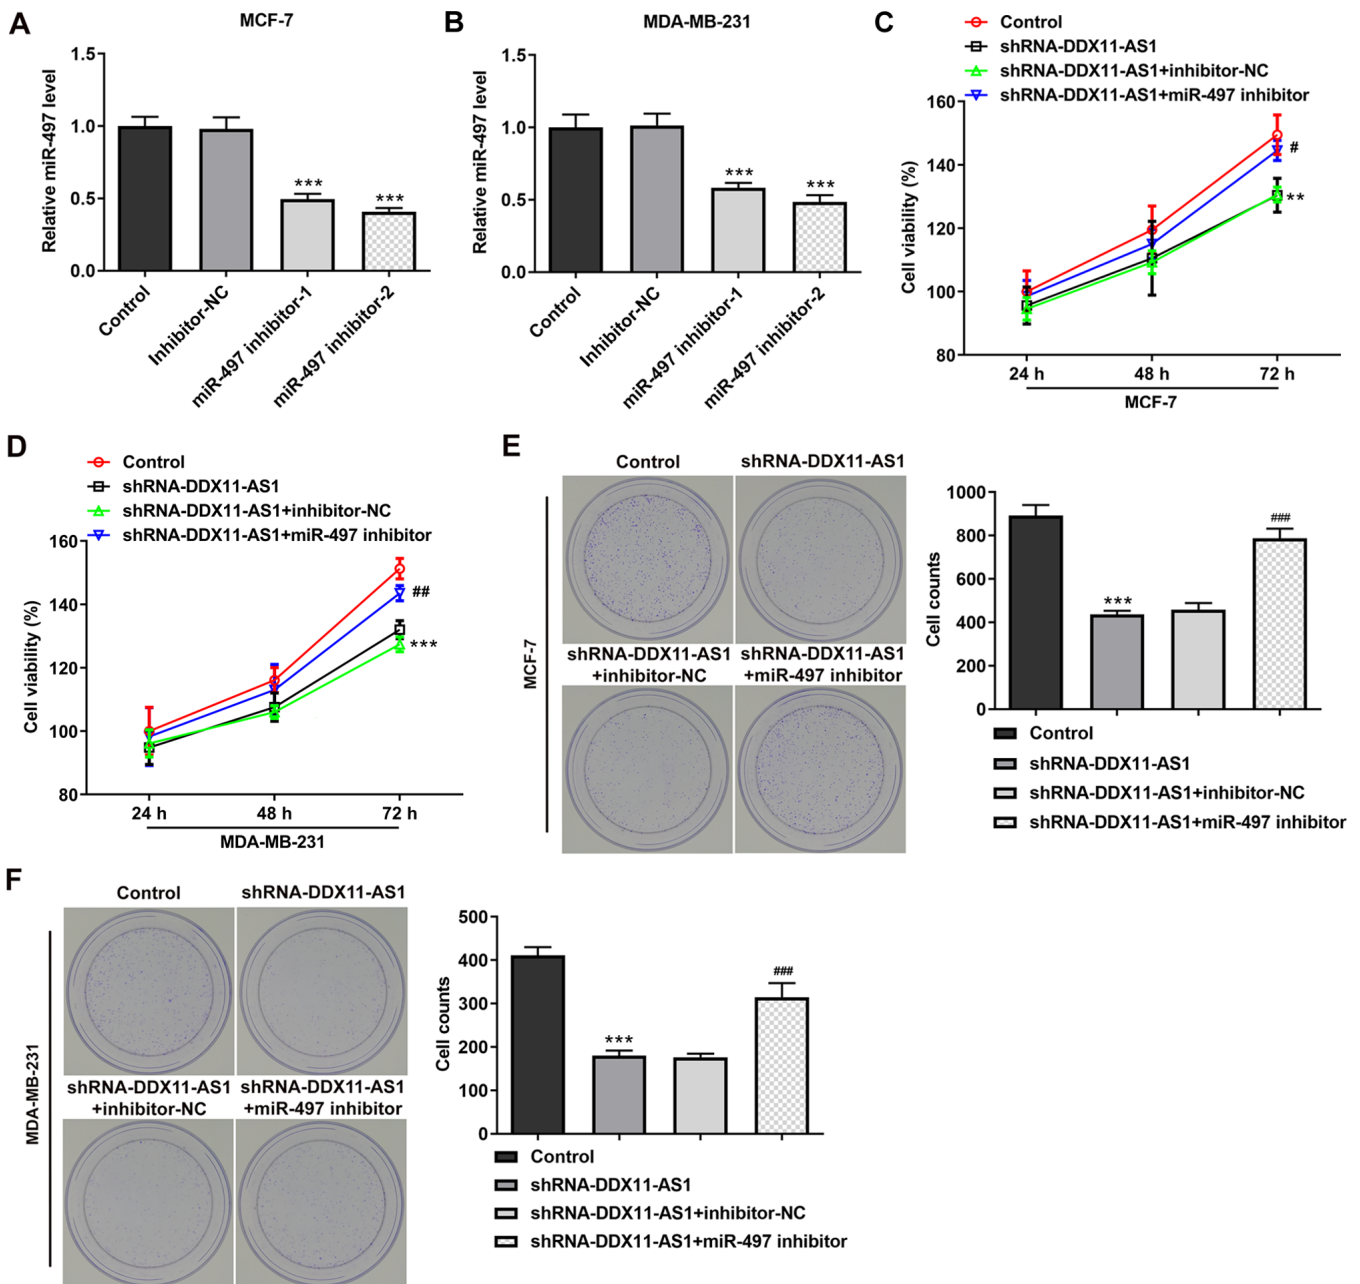 A
MCF-7
Relative miR-497 level
1.5
1.0
0.5
0.0
***
***
Control
Inhibitor-NC
miR-497 inhibitor-1
miR-497 inhibitor-2
B
MDA-MB-231
Relative miR-497 level
1.5
1.0
0.5
0.0
***
***
Control
Inhibitor-NC
miR-497 inhibitor-1
miR-497 inhibitor-2
C
Control
shRNA-DDX11-AS1
shRNA-DDX11-AS1+inhibitor-NC
shRNA-DDX11-AS1+miR-497 inhibitor
Cell viability (%)
160
140
120
100
80
#
**
24 h
48 h
72 h
MCF-7
D
Control
shRNA-DDX11-AS1
shRNA-DDX11-AS1+inhibitor-NC
shRNA-DDX11-AS1+miR-497 inhibitor
Cell viability (%)
160
140
120
100
80
##
***
24 h
48 h
72 h
MDA-MB-231
E
Control
shRNA-DDX11-AS1
MCF-7
shRNA-DDX11-AS1
+inhibitor-NC
shRNA-DDX11-AS1
+miR-497 inhibitor
Cell counts
1000
800
600
400
200
0
***
###
Control
shRNA-DDX11-AS1
shRNA-DDX11-AS1+inhibitor-NC
shRNA-DDX11-AS1+miR-497 inhibitor
F
Control
shRNA-DDX11-AS1
MDA-MB-231
shRNA-DDX11-AS1
+inhibitor-NC
shRNA-DDX11-AS1
+miR-497 inhibitor
Cell counts
500
400
300
200
100
0
***
###
Control
shRNA-DDX11-AS1
shRNA-DDX11-AS1+inhibitor-NC
shRNA-DDX11-AS1+miR-497 inhibitor